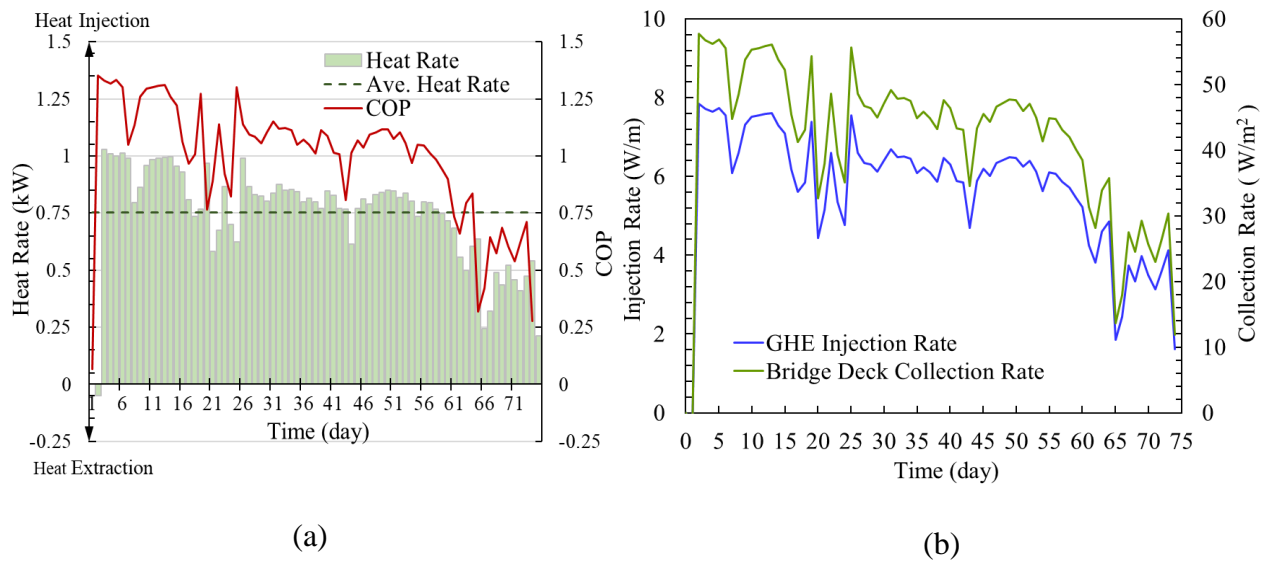 Heat Injection
1.5
1.25
1
0.75
0.5
0.25
0
-0.25
Heat Rate (kW)
Heat Rate
Ave. Heat Rate
COP
1 6 11 16 21 26 31 36 41 46 51 56 61 66 71
Time (day)
1.5
1.25
1
0.75
0.5
0.25
0
-0.25
COP
Heat Extraction
(a)
10
8
6
4
2
0
Injection Rate (W/m)
GHE Injection Rate
Bridge Deck Collection Rate
0 5 10 15 20 25 30 35 40 45 50 55 60 65 70 75
Time (day)
60
50
40
30
20
10
0
Collection Rate ( W/m²)
(b)